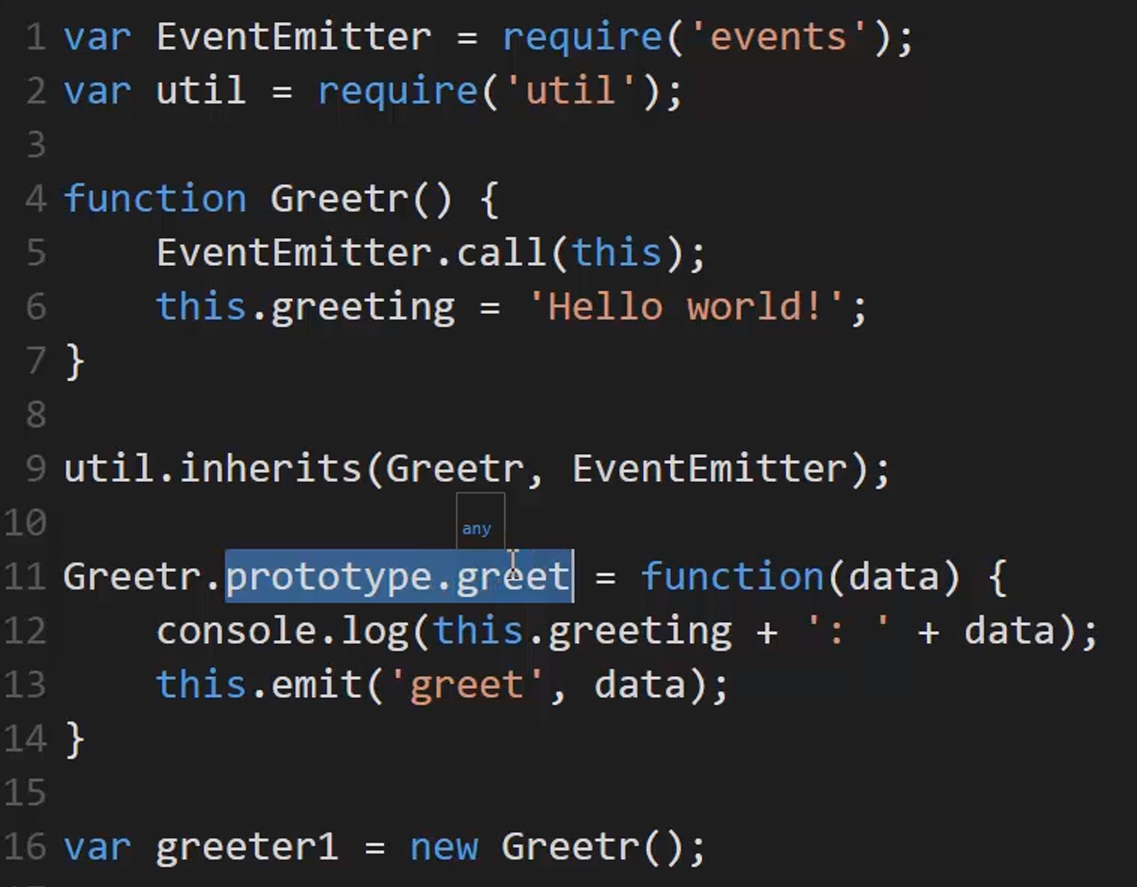 1 var EventEmitter = require('events');
2 var util = require('util');
3
4 function Greetr() {
5     EventEmitter.call(this);
6     this.greeting = 'Hello world!';
7 }
8
9 util.inherits(Greetr, EventEmitter);
10
any
11 Greetr.prototype.greet = function(data) {
12     console.log(this.greeting + ': ' + data);
13     this.emit('greet', data);
14 }
15
16 var greeter1 = new Greetr();